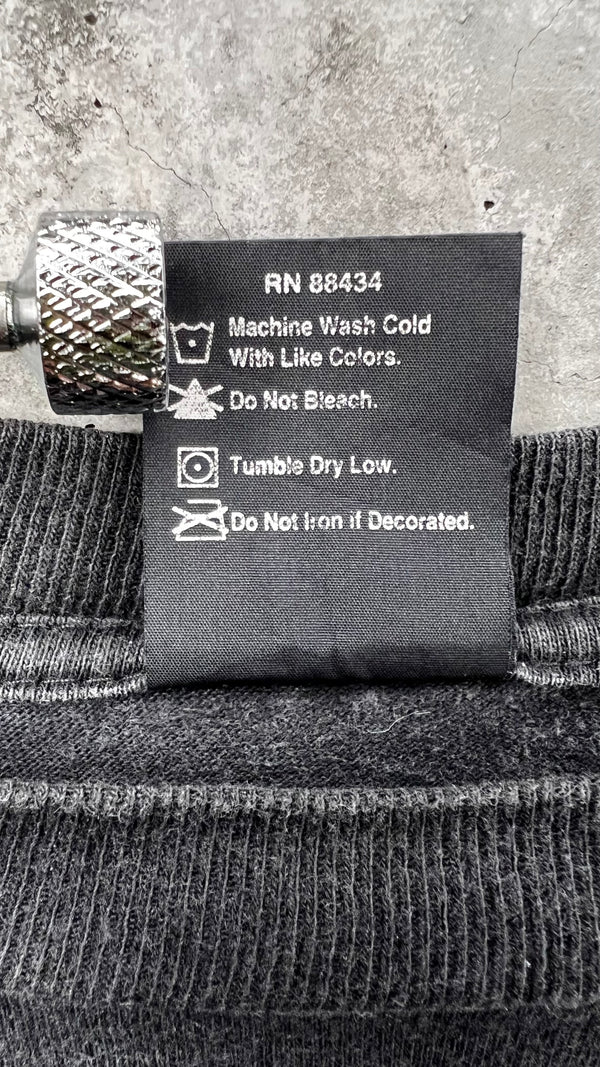 RN 88434
Machine Wash Cold
With Like Colors.
Do Not Bleach.
Tumble Dry Low.
Do Not Iron if Decorated.